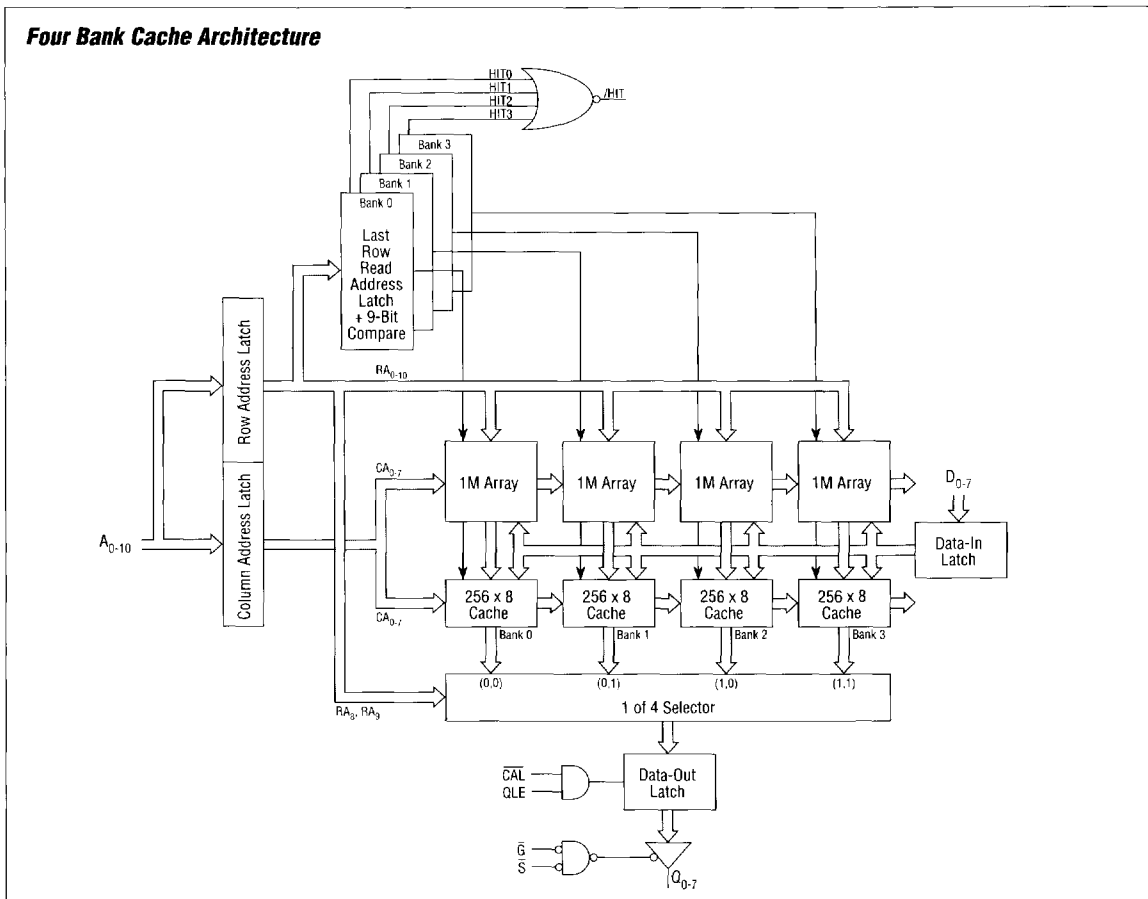 Four Bank Cache Architecture
HIT0
HIT1
HIT2
HIT3
/HIT
Bank 3
Bank 2
Bank 1
Bank 0
Last
Row
Read
Address
Latch
+ 9-Bit
Compare
Row Address Latch
Column Address Latch
RA0-10
A0-10
CA0-7
1M Array
1M Array
1M Array
1M Array
D0-7
Data-In
Latch
CA0-7
256 x 8
Cache
256 x 8
Cache
256 x 8
Cache
256 x 8
Cache
Bank 0
Bank 1
Bank 2
Bank 3
(0,0)
(0,1)
(1,0)
(1,1)
1 of 4 Selector
RA8, RA9
C̅A̅L̅
QLE
Data-Out
Latch
G̅
S̅
Q0-7